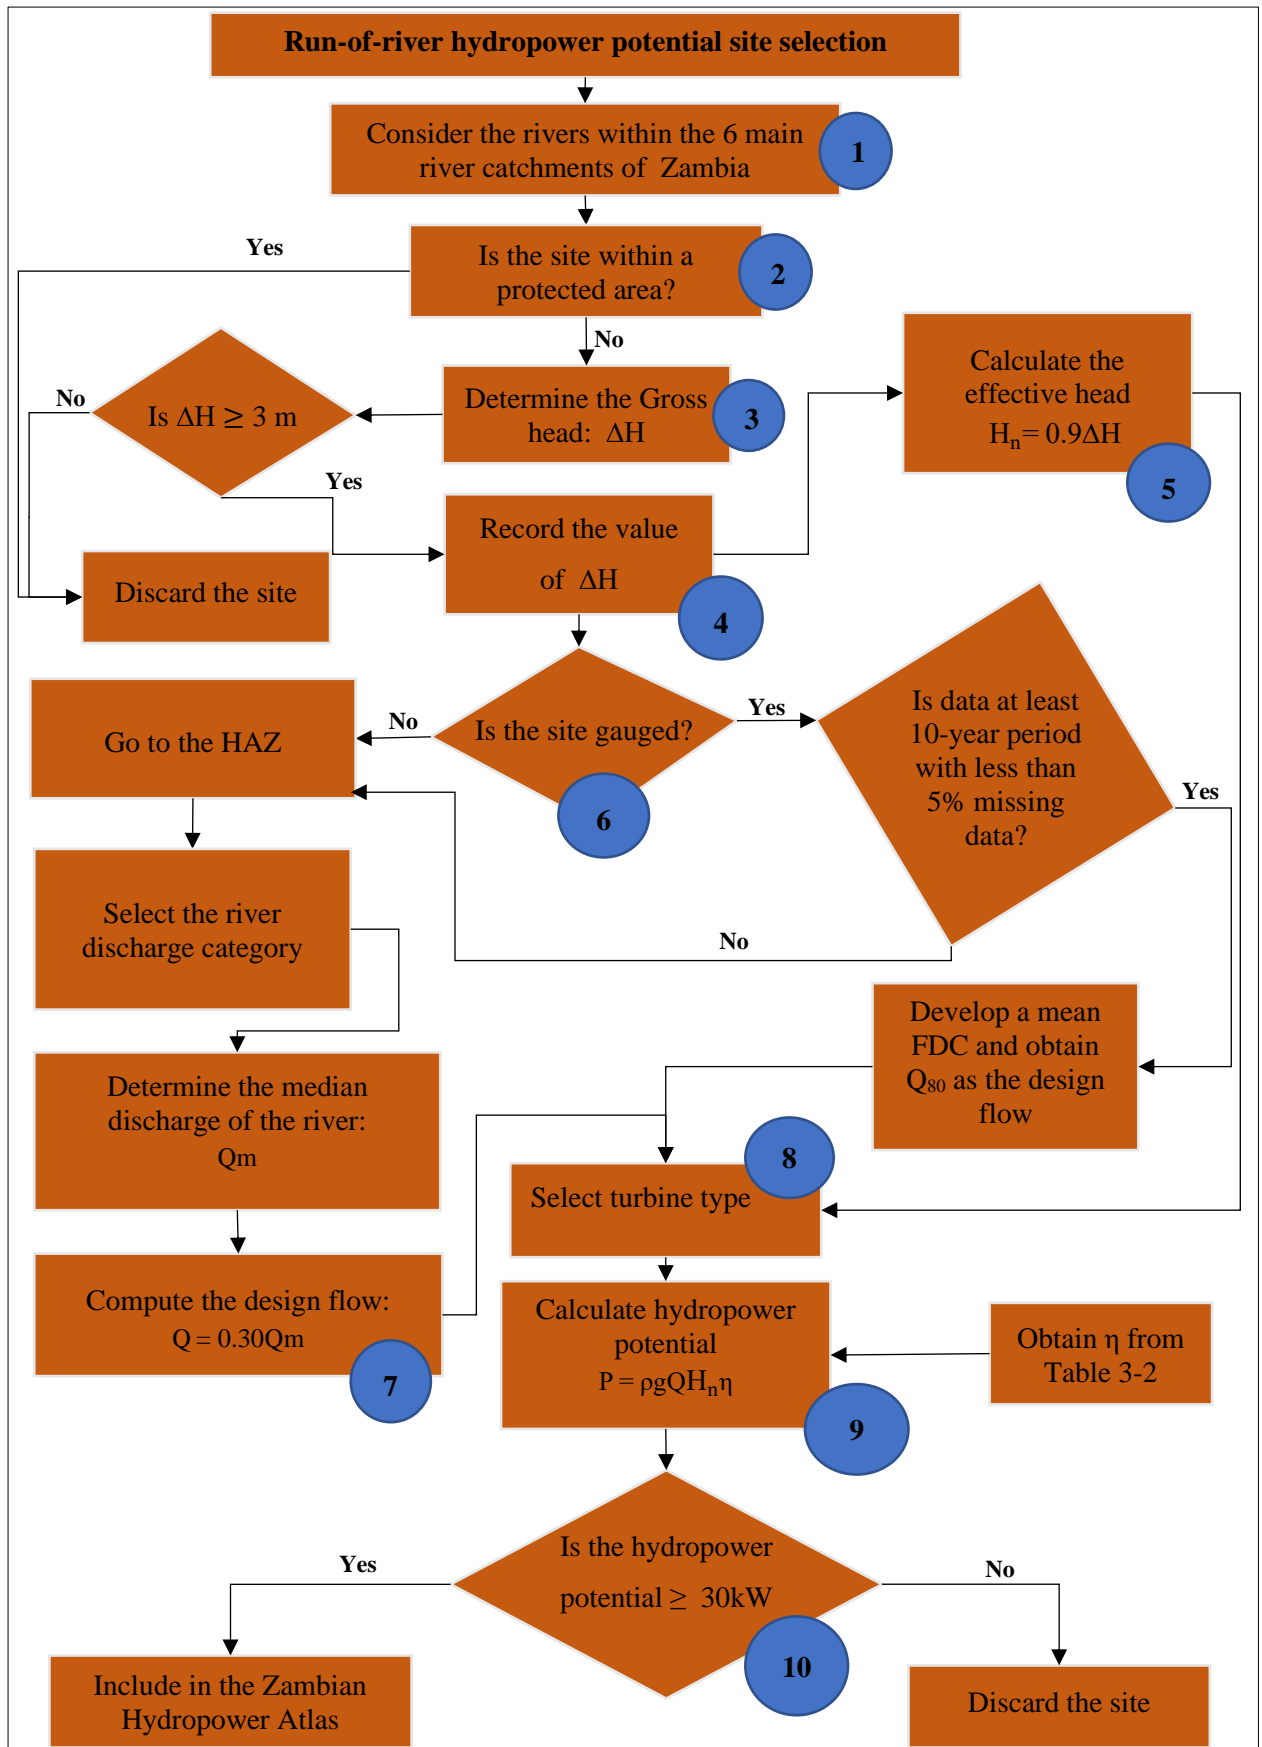 Run-of-river hydropower potential site selection
Consider the rivers within the 6 main
river catchments of Zambia
1
Yes
Is the site within a
protected area?
2
No
Determine the Gross
head: ΔH
3
No
Is ΔH ≥ 3 m
Yes
Calculate the
effective head
Hₙ= 0.9ΔH
5
Record the value
of ΔH
4
Discard the site
Go to the HAZ
No
Is the site gauged?
6
Yes
Is data at least
10-year period
with less than
5% missing
data?
Yes
No
Select the river
discharge category
Develop a mean
FDC and obtain
Q₈₀ as the design
flow
Determine the median
discharge of the river:
Qm
8
Select turbine type
Compute the design flow:
Q = 0.30Qm
7
Calculate hydropower
potential
P = ρgQHₙη
9
Obtain η from
Table 3-2
Is the hydropower
potential ≥ 30kW
10
Yes
No
Include in the Zambian
Hydropower Atlas
Discard the site